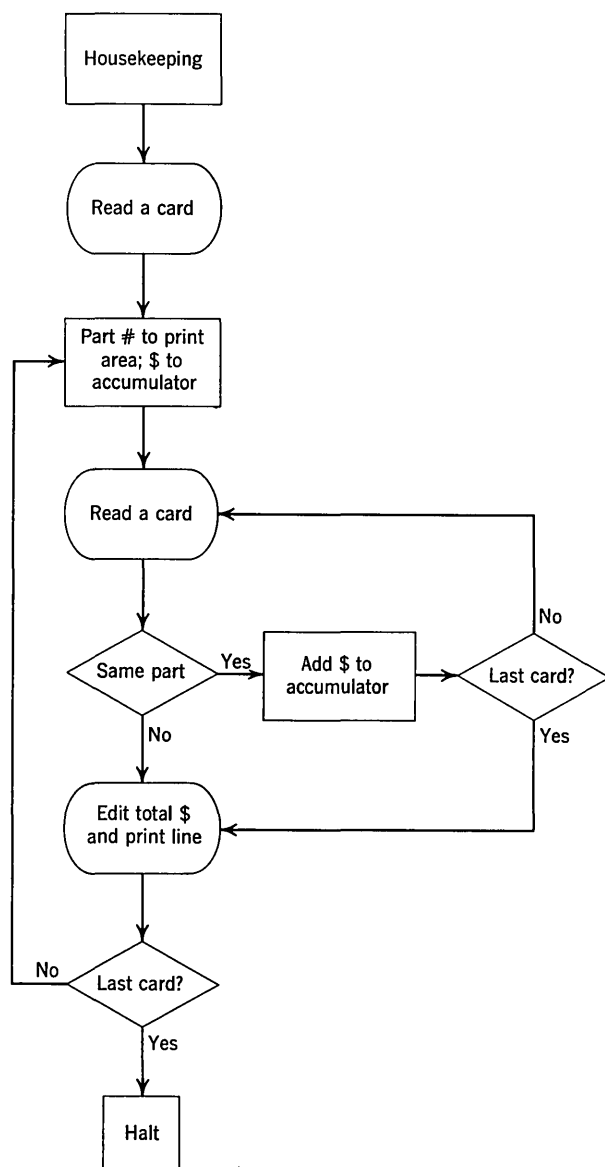 Housekeeping
Read a card
Part # to print
area; $ to
accumulator
Read a card
No
Same part
Yes
Add $ to
accumulator
Last card?
No
Yes
Edit total $
and print line
No
Last card?
Yes
Halt